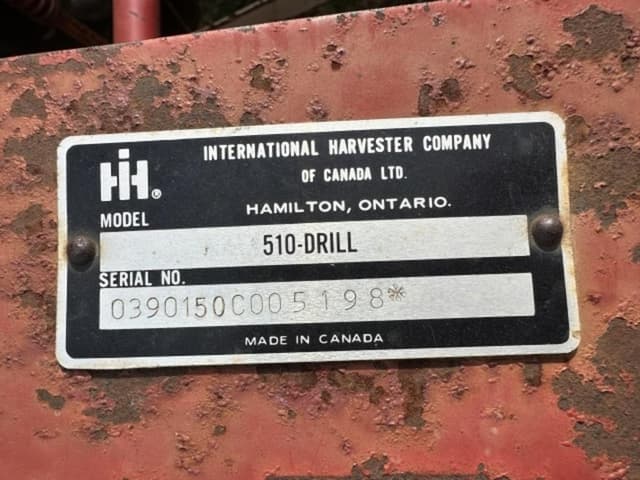 INTERNATIONAL HARVESTER COMPANY
OF CANADA LTD.
IH®
HAMILTON, ONTARIO.
MODEL
510-DRILL
SERIAL NO.
0390150C005198*
MADE IN CANADA